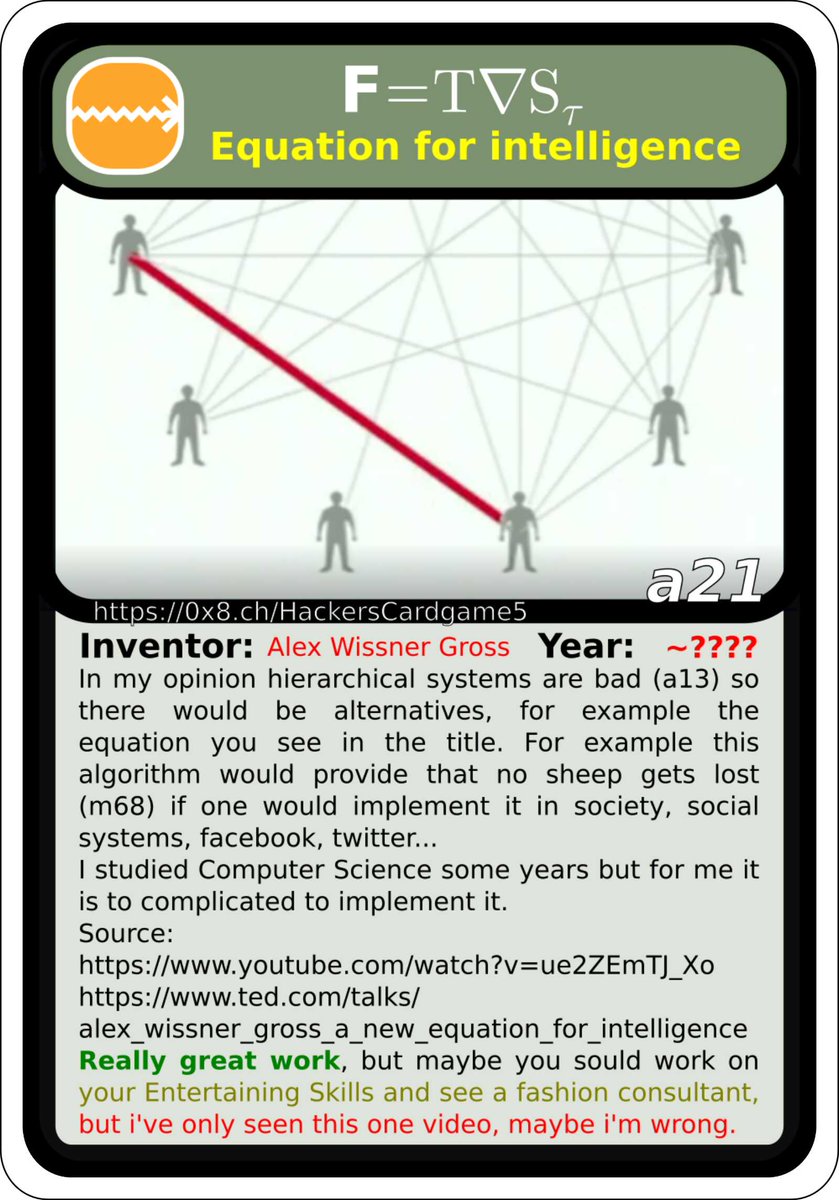 F=T∇Sτ
Equation for intelligence
a21
https://0x8.ch/HackersCardgame5
Inventor: Alex Wissner Gross Year: ~????
In my opinion hierarchical systems are bad (a13) so
there would be alternatives, for example the
equation you see in the title. For example this
algorithm would provide that no sheep gets lost
(m68) if one would implement it in society, social
systems, facebook, twitter...
I studied Computer Science some years but for me it
is to complicated to implement it.
Source:
https://www.youtube.com/watch?v=ue2ZEmTJ_Xo
https://www.ted.com/talks/
alex_wissner_gross_a_new_equation_for_intelligence
Really great work, but maybe you sould work on
your Entertaining Skills and see a fashion consultant,
but i've only seen this one video, maybe i'm wrong.